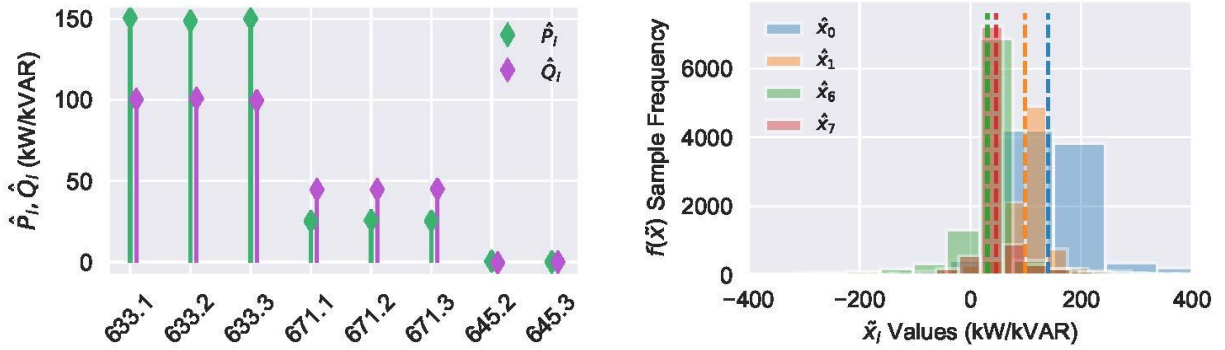 150
100
50
0
P̂ᵢ, Q̂ᵢ (kW/kVAR)
P̂ᵢ
Q̂ᵢ
633.1
633.2
633.3
671.1
671.2
671.3
645.2
645.3
6000
4000
2000
0
f(x̃) Sample Frequency
x̂₀
x̂₁
x̂₆
x̂₇
−400
−200
0
200
400
x̃ᵢ Values (kW/kVAR)